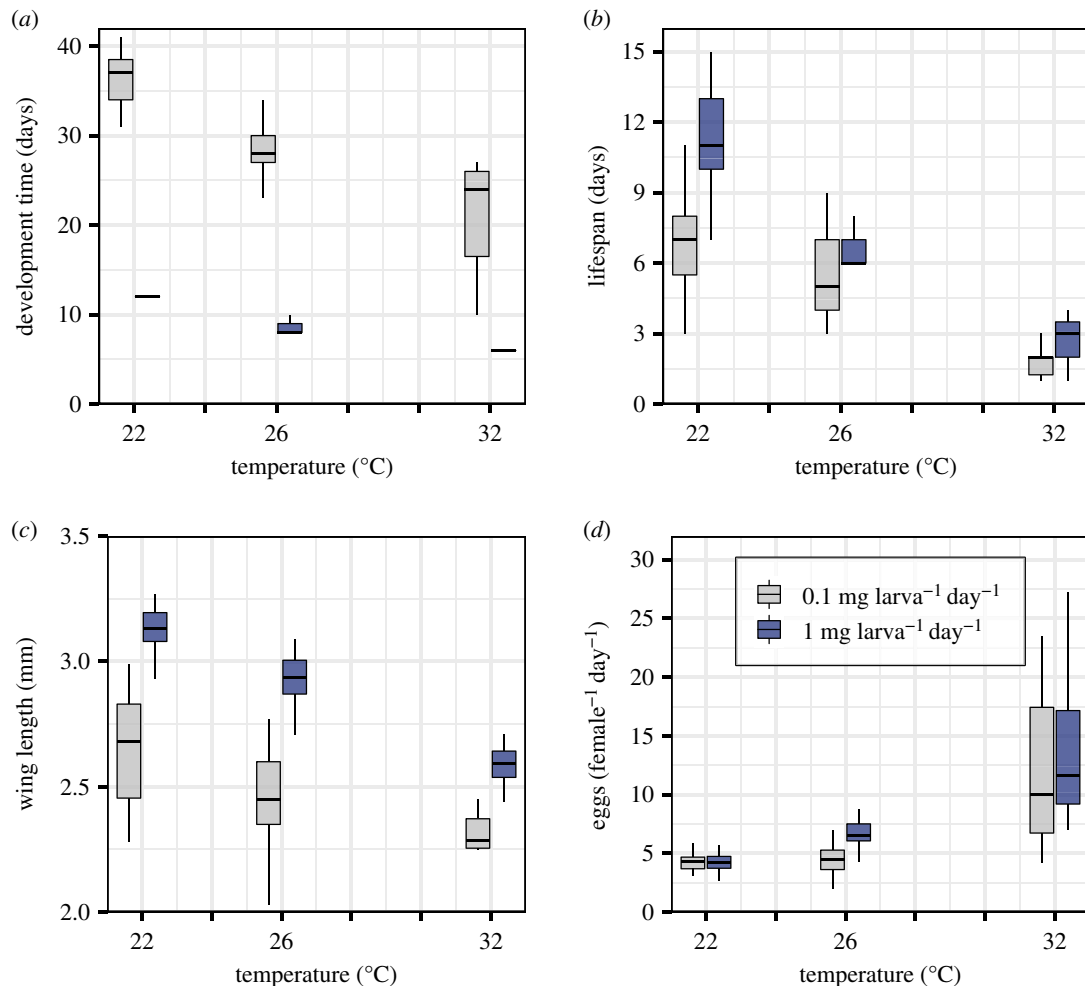 (a)
40
30
20
10
0
development time (days)
22 26 32
temperature (°C)
(b)
15
12
9
6
3
0
lifespan (days)
22 26 32
temperature (°C)
(c)
3.5
3.0
2.5
2.0
wing length (mm)
22 26 32
temperature (°C)
(d)
30
25
20
15
10
5
0
eggs (female⁻¹ day⁻¹)
0.1 mg larva⁻¹ day⁻¹
1 mg larva⁻¹ day⁻¹
22 26 32
temperature (°C)